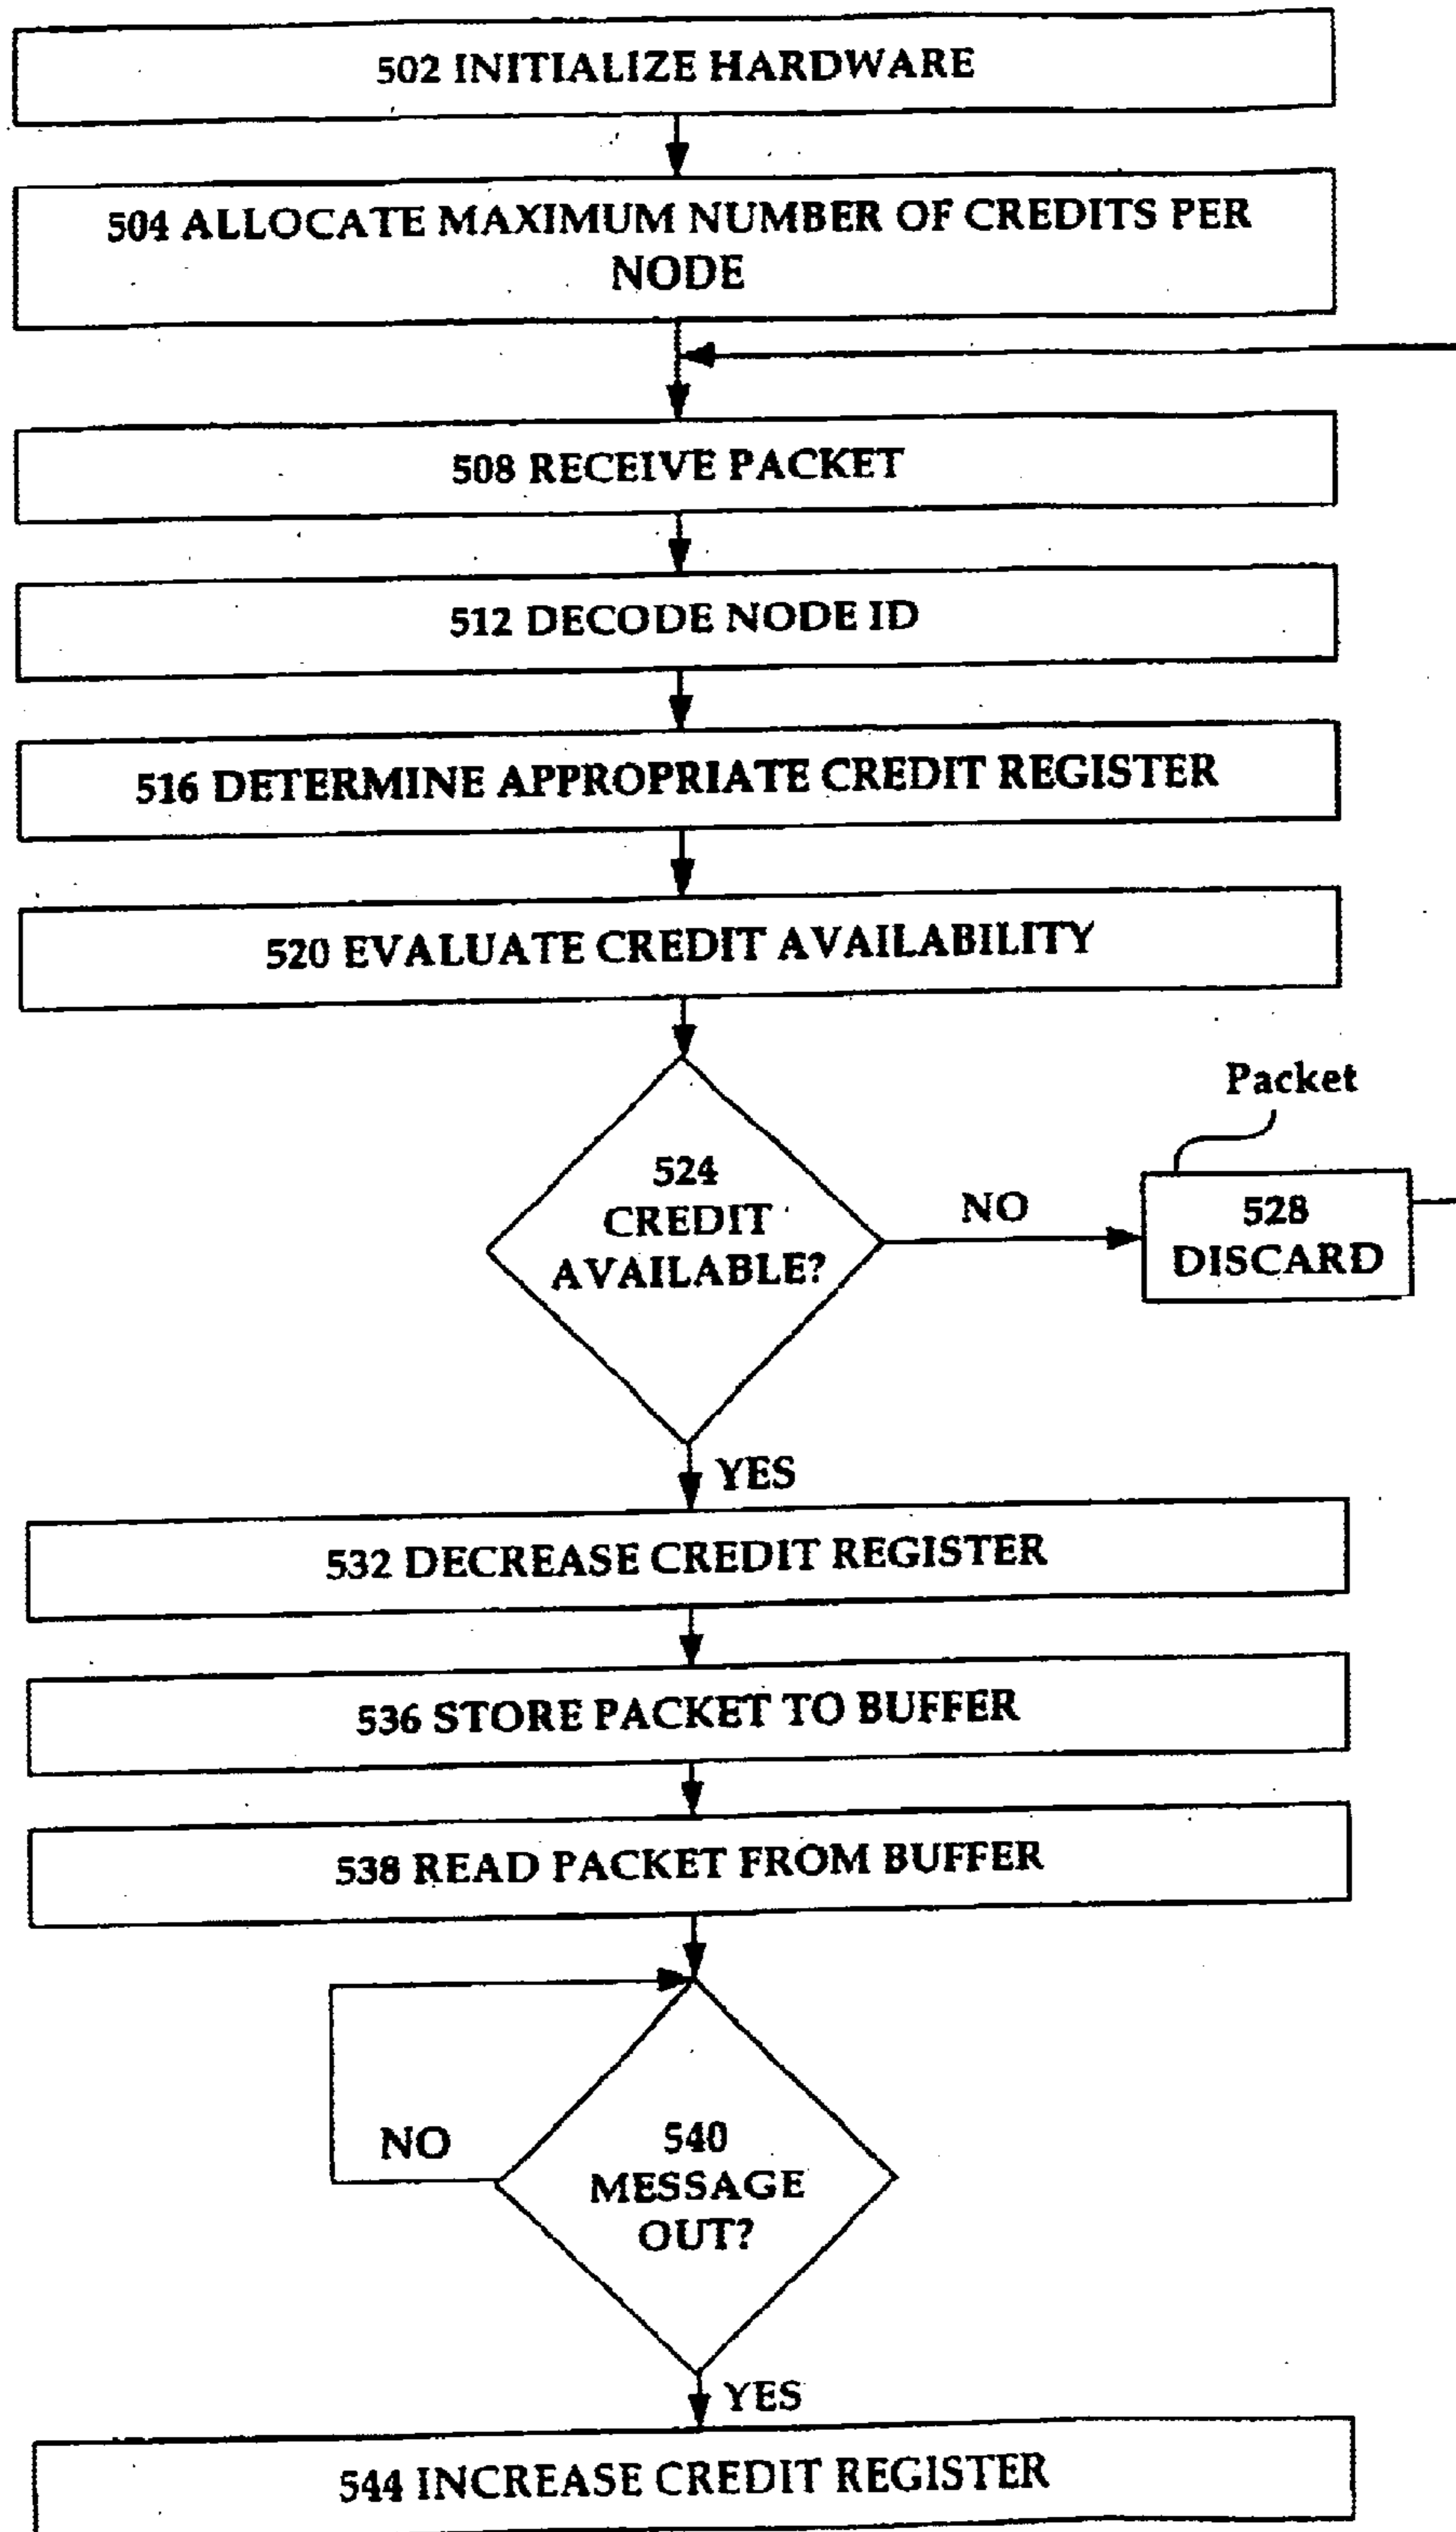 502 INITIALIZE HARDWARE
504 ALLOCATE MAXIMUM NUMBER OF CREDITS PER
NODE
508 RECEIVE PACKET
512 DECODE NODE ID
516 DETERMINE APPROPRIATE CREDIT REGISTER
520 EVALUATE CREDIT AVAILABILITY
Packet
524
CREDIT
AVAILABLE?
NO
528
DISCARD
YES
532 DECREASE CREDIT REGISTER
536 STORE PACKET TO BUFFER
538 READ PACKET FROM BUFFER
NO
540
MESSAGE
OUT?
YES
544 INCREASE CREDIT REGISTER